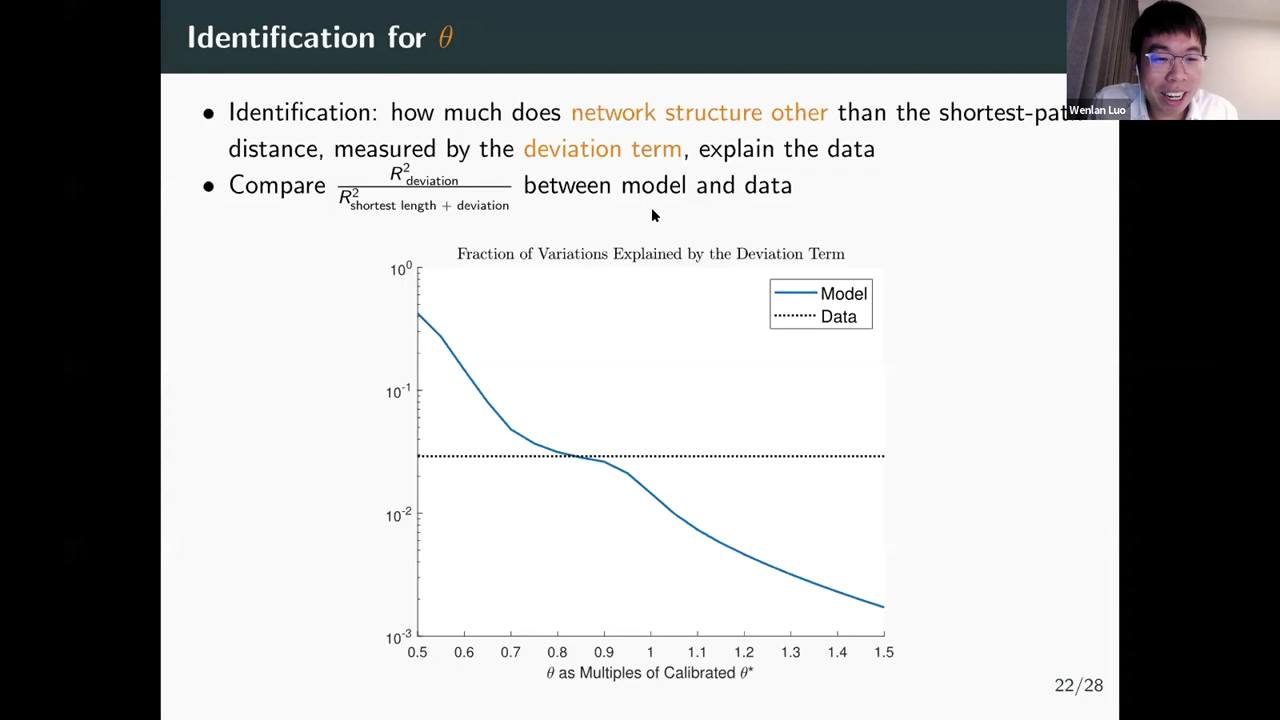 Identification for θ
Wenlan Luo
• Identification: how much does network structure other than the shortest-path
distance, measured by the deviation term, explain the data
• Compare R²deviation / R²shortest length + deviation between model and data
Fraction of Variations Explained by the Deviation Term
Model
Data
10⁰
10⁻¹
10⁻²
10⁻³
0.5 0.6 0.7 0.8 0.9 1 1.1 1.2 1.3 1.4 1.5
θ as Multiples of Calibrated θ*
22/28